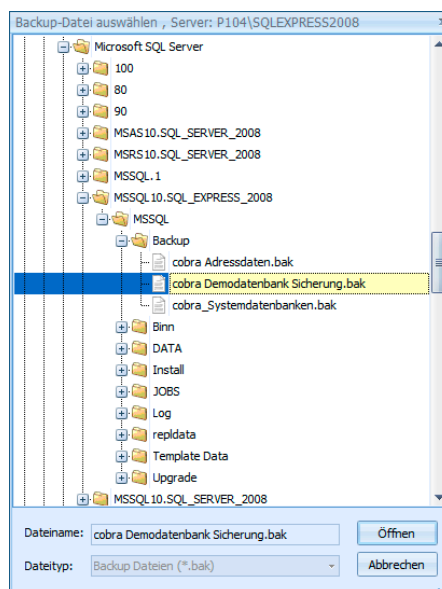 Backup-Datei auswählen , Server: P104\SQLEXPRESS2008
Microsoft SQL Server
100
80
90
MSAS10.SQL_SERVER_2008
MSRS10.SQL_SERVER_2008
MSSQL.1
MSSQL10.SQL_EXPRESS_2008
MSSQL
Backup
cobra Adressdaten.bak
cobra Demodatenbank Sicherung.bak
cobra_Systemdatenbanken.bak
Binn
DATA
Install
JOBS
Log
repldata
Template Data
Upgrade
MSSQL10.SQL_SERVER_2008
Dateiname: cobra Demodatenbank Sicherung.bak Öffnen
Dateityp: Backup Dateien (*.bak) Abbrechen